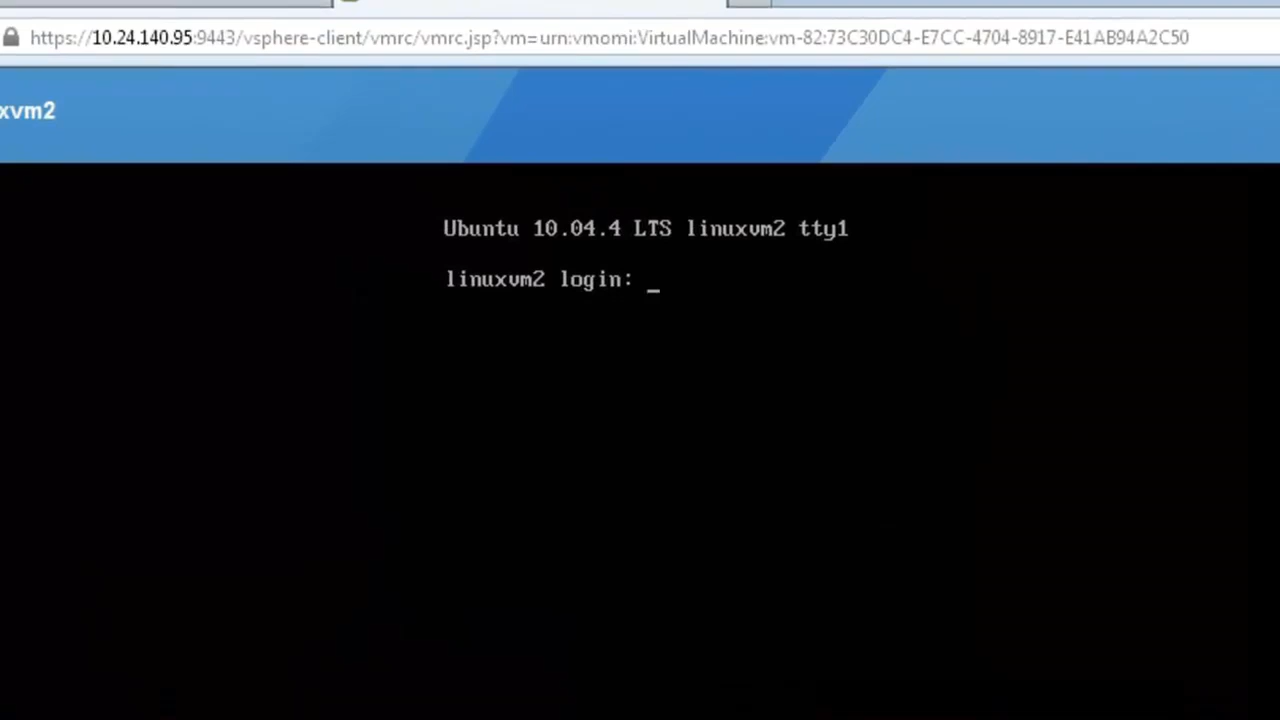 https://10.24.140.95:9443/vsphere-client/vmrc/vmrc.jsp?vm=urn:vmomi:VirtualMachine:vm-82:73C30DC4-E7CC-4704-8917-E41AB94A2C50
xvm2
Ubuntu 10.04.4 LTS linuxvm2 tty1
linuxvm2 login: _